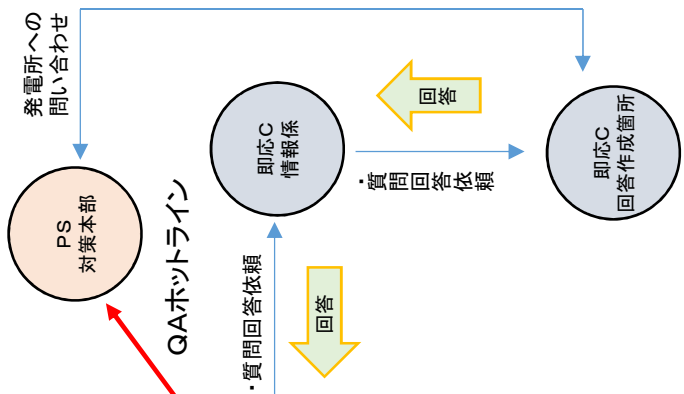 発電所への
問い合わせ
PS
対策本部
QAホットライン
即応C
情報係
回答
・質問回答依頼
・質問
回答依
頼
回答
即応C
回答作成箇所